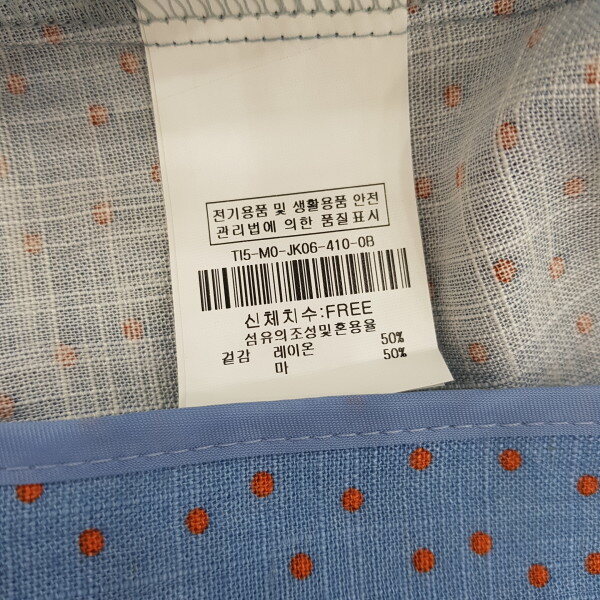 전기용품 및 생활용품 안전
관리법에 의한 품질표시
TI5-MO-JK06-410-0B
신체치수:FREE
섬유의조성및혼용율
겉감 레이온 50%
마 50%